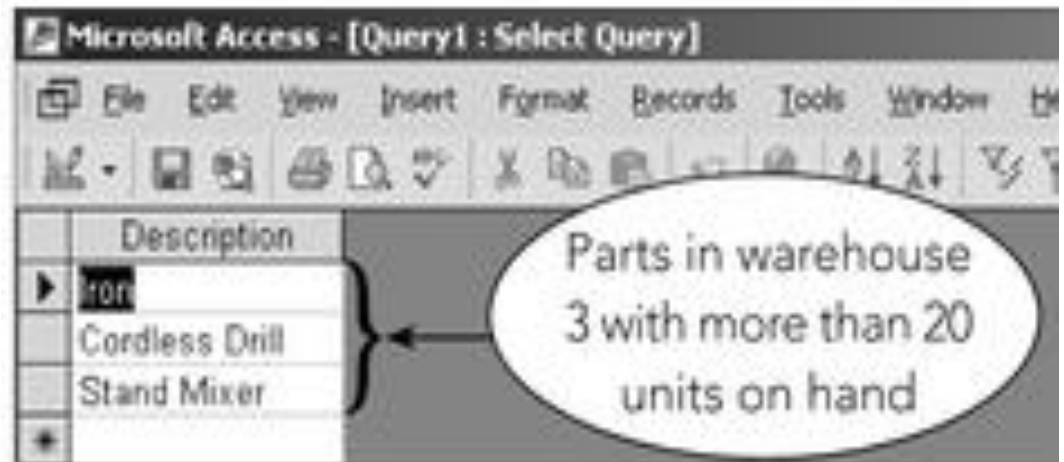 Microsoft Access - [Query1 : Select Query]
File Edit View Insert Format Records Tools Window
Description
Iron
Cordless Drill
Stand Mixer
Parts in warehouse
3 with more than 20
units on hand